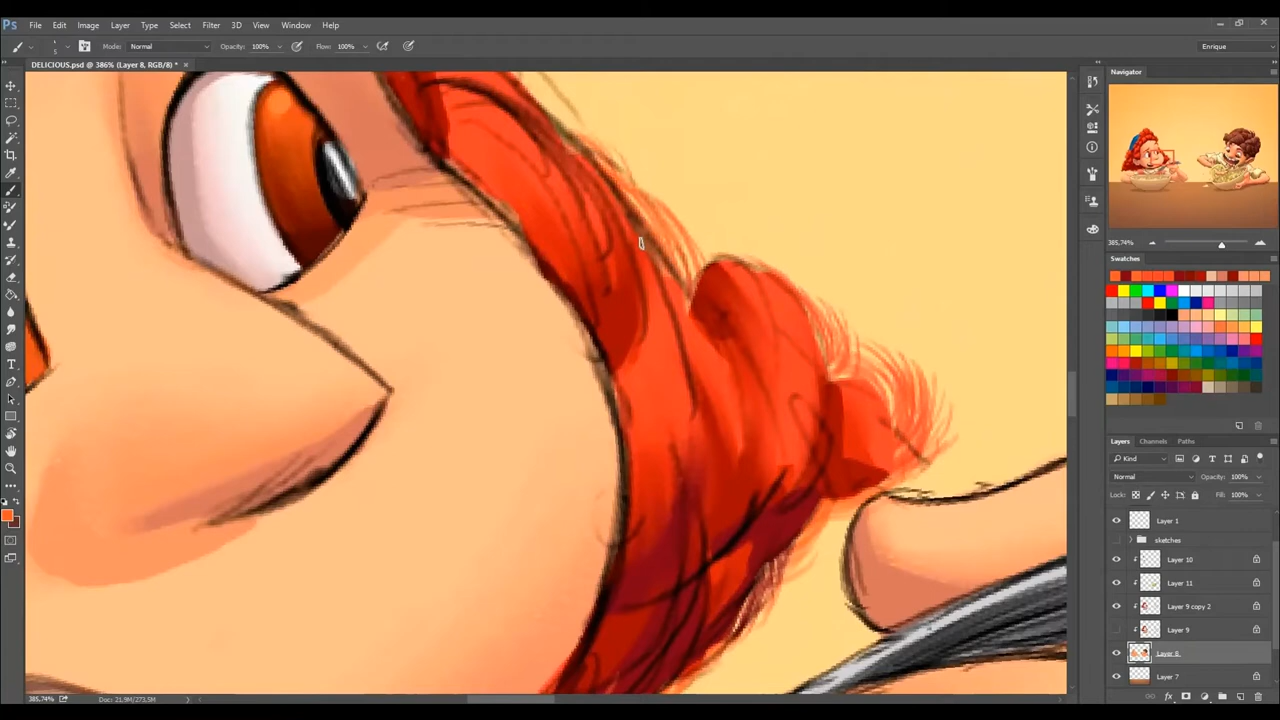 Ps File Edit Image Layer Type Select Filter 3D View Window Help
5 Mode: Normal Opacity: 100% Flow: 100% Enrique
DELICIOUS.psd @ 386% (Layer 8, RGB/8) * ×
Navigator
385,74%
Swatches
Layers Channels Paths
Kind
Normal Opacity: 100%
Lock: Fill: 100%
Layer 1
sketches
Layer 10
Layer 11
Layer 9 copy 2
Layer 9
Layer 8
Layer 7
385,74% Doc: 21,9M/273,5M
fx